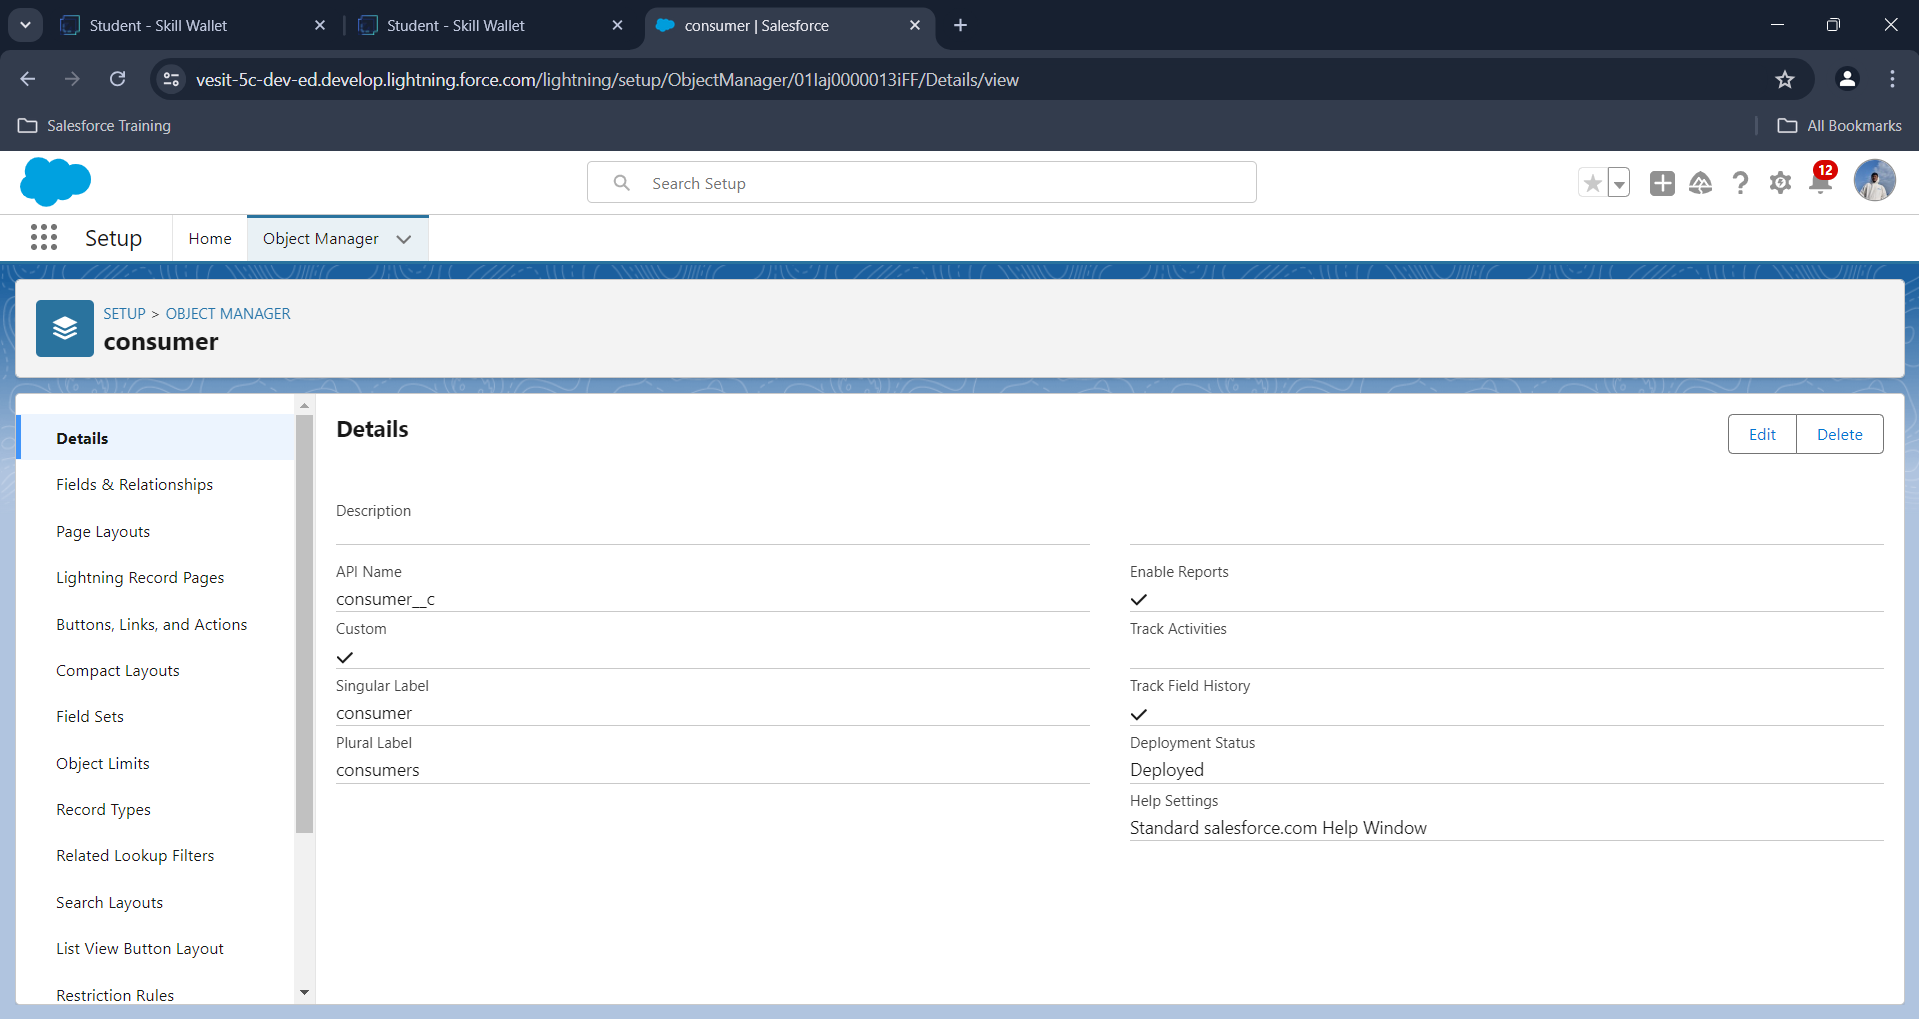 Student - Skill Wallet
Student - Skill Wallet
consumer | Salesforce
vesit-5c-dev-ed.develop.lightning.force.com/lightning/setup/ObjectManager/01Iaj0000013iFF/Details/view
Salesforce Training
All Bookmarks
Search Setup
12
Setup
Home
Object Manager
SETUP > OBJECT MANAGER
consumer
Details
Fields & Relationships
Page Layouts
Lightning Record Pages
Buttons, Links, and Actions
Compact Layouts
Field Sets
Object Limits
Record Types
Related Lookup Filters
Search Layouts
List View Button Layout
Restriction Rules
Details
Edit
Delete
Description
API Name
consumer__c
Custom
Singular Label
consumer
Plural Label
consumers
Enable Reports
Track Activities
Track Field History
Deployment Status
Deployed
Help Settings
Standard salesforce.com Help Window